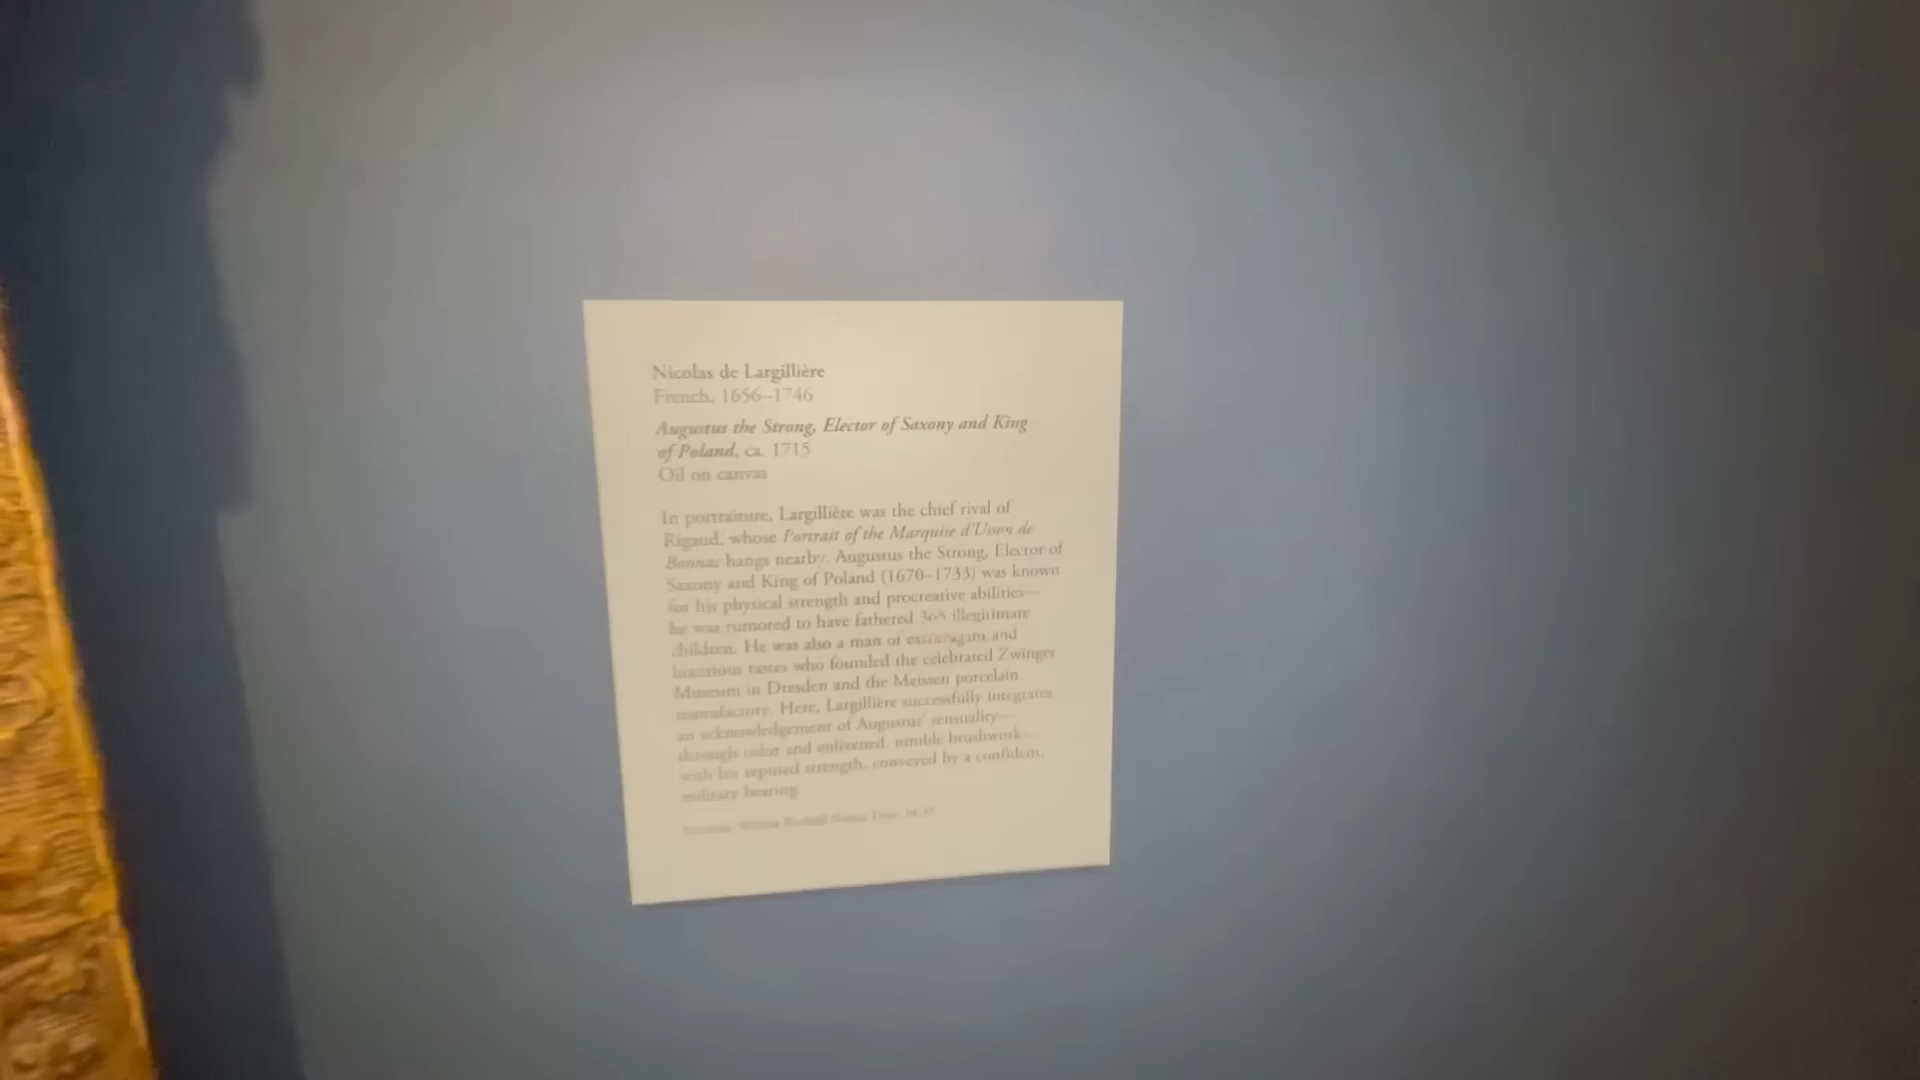 Nicolas de Largillière
French, 1656–1746
Augustus the Strong, Elector of Saxony and King
of Poland, ca. 1715
Oil on canvas
In portraiture, Largillière was the chief rival of
Rigaud, whose Portrait of the Marquise d'Usson de
Bonnac hangs nearby. Augustus the Strong, Elector of
Saxony and King of Poland (1670–1733) was known
for his physical strength and procreative abilities—
he was rumored to have fathered 365 illegitimate
children. He was also a man of extravagant and
luxurious tastes who founded the celebrated Zwinger
Museum in Dresden and the Meissen porcelain
manufactory. Here, Largillière successfully integrates
an acknowledgement of Augustus' sensuality—
through color and enlivened, nimble brushwork—
with his reputed strength, conveyed by a confident,
military bearing.